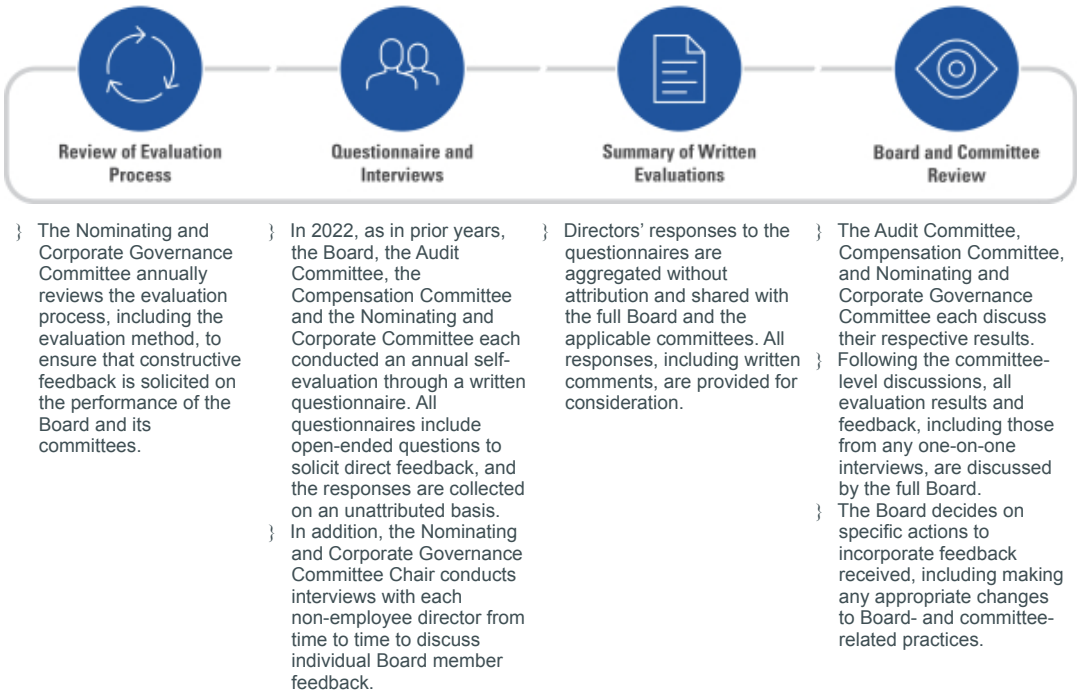 Review of Evaluation
Process
Questionnaire and
Interviews
Summary of Written
Evaluations
Board and Committee
Review
} The Nominating and
Corporate Governance
Committee annually
reviews the evaluation
process, including the
evaluation method, to
ensure that constructive
feedback is solicited on
the performance of the
Board and its
committees.
} In 2022, as in prior years,
the Board, the Audit
Committee, the
Compensation Committee
and the Nominating and
Corporate Committee each
conducted an annual self-
evaluation through a written
questionnaire. All
questionnaires include
open-ended questions to
solicit direct feedback, and
the responses are collected
on an unattributed basis.
} In addition, the Nominating
and Corporate Governance
Committee Chair conducts
interviews with each
non-employee director from
time to time to discuss
individual Board member
feedback.
} Directors’ responses to the
questionnaires are
aggregated without
attribution and shared with
the full Board and the
applicable committees. All
responses, including written
comments, are provided for
consideration.
} The Audit Committee,
Compensation Committee,
and Nominating and
Corporate Governance
Committee each discuss
their respective results.
} Following the committee-
level discussions, all
evaluation results and
feedback, including those
from any one-on-one
interviews, are discussed
by the full Board.
} The Board decides on
specific actions to
incorporate feedback
received, including making
any appropriate changes
to Board- and committee-
related practices.